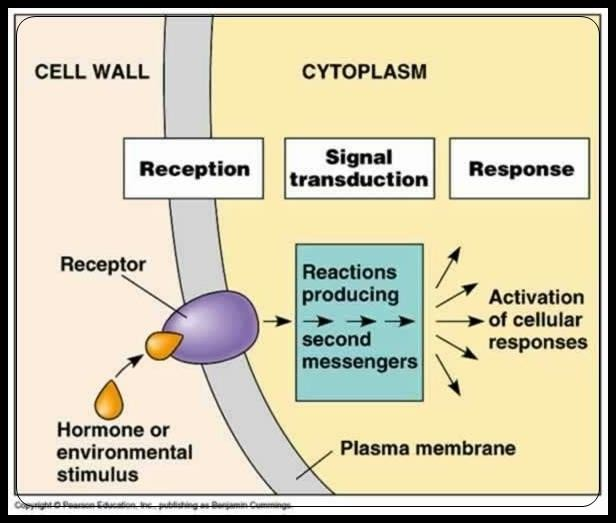 CELL WALL
CYTOPLASM
Reception
Signal
transduction
Response
Receptor
Reactions
producing
second
messengers
Activation
of cellular
responses
Hormone or
environmental
stimulus
Plasma membrane
Copyright © Pearson Education, Inc., publishing as Benjamin Cummings.